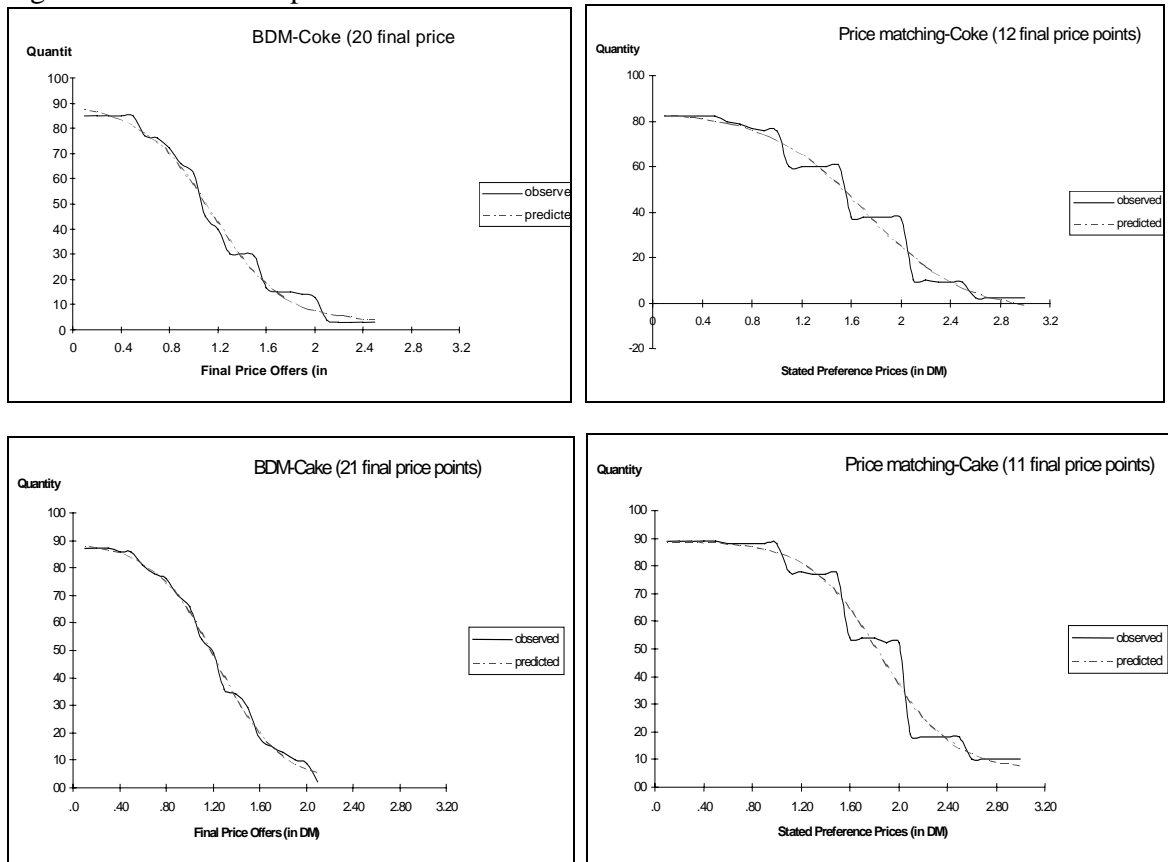 BDM-Coke (20 final price
Quantit
100
90
80
70
60
50
40
30
20
10
0
0 0.4 0.8 1.2 1.6 2 2.4 2.8 3.2
Final Price Offers (in
observe
predicte
Price matching-Coke (12 final price points)
Quantity
100
80
60
40
20
0
-20
0 0.4 0.8 1.2 1.6 2 2.4 2.8 3.2
Stated Preference Prices (in DM)
observed
predicted
BDM-Cake (21 final price points)
Quantity
100
90
80
70
60
50
40
30
20
10
00
.0 .40 .80 1.20 1.60 2.0 2.40 2.80 3.20
Final Price Offers (in DM)
observed
predicted
Price matching-Cake (11 final price points)
Quantity
100
90
80
70
60
50
40
30
20
10
00
.0 .40 .80 1.20 1.60 2.0 2.40 2.80 3.20
Stated Preference Prices (in DM)
observed
predicted